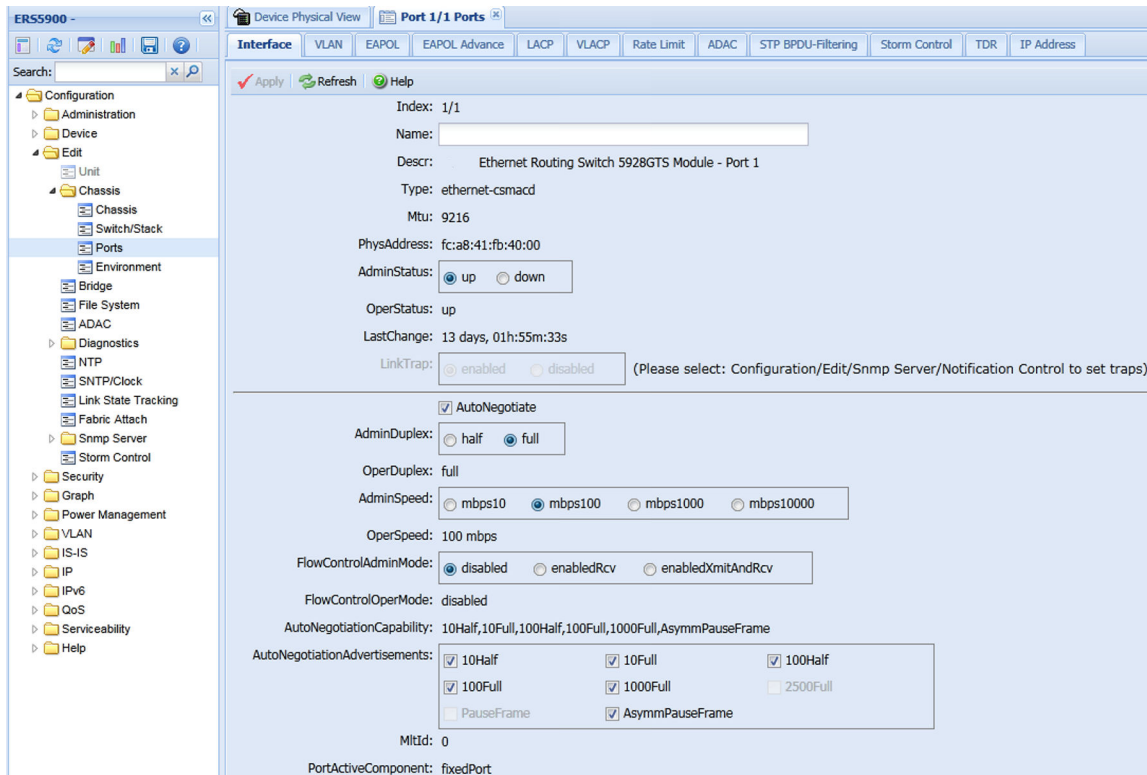 ERS5900 -
Device Physical View
Port 1/1 Ports
Interface VLAN EAPOL EAPOL Advance LACP VLACP Rate Limit ADAC STP BPDU-Filtering Storm Control TDR IP Address
Search:
Apply Refresh Help
Configuration
Administration
Device
Edit
Unit
Chassis
Chassis
Switch/Stack
Ports
Environment
Bridge
File System
ADAC
Diagnostics
NTP
SNTP/Clock
Link State Tracking
Fabric Attach
Snmp Server
Storm Control
Security
Graph
Power Management
VLAN
IS-IS
IP
IPv6
QoS
Serviceability
Help
Index: 1/1
Name:
Descr: Ethernet Routing Switch 5928GTS Module - Port 1
Type: ethernet-csmacd
Mtu: 9216
PhysAddress: fc:a8:41:fb:40:00
AdminStatus: up down
OperStatus: up
LastChange: 13 days, 01h:55m:33s
LinkTrap: enabled disabled (Please select: Configuration/Edit/Snmp Server/Notification Control to set traps)
AutoNegotiate
AdminDuplex: half full
OperDuplex: full
AdminSpeed: mbps10 mbps100 mbps1000 mbps10000
OperSpeed: 100 mbps
FlowControlAdminMode: disabled enabledRcv enabledXmitAndRcv
FlowControlOperMode: disabled
AutoNegotiationCapability: 10Half,10Full,100Half,100Full,1000Full,AsymmPauseFrame
AutoNegotiationAdvertisements: 10Half 10Full 100Half
100Full 1000Full 2500Full
PauseFrame AsymmPauseFrame
MltId: 0
PortActiveComponent: fixedPort